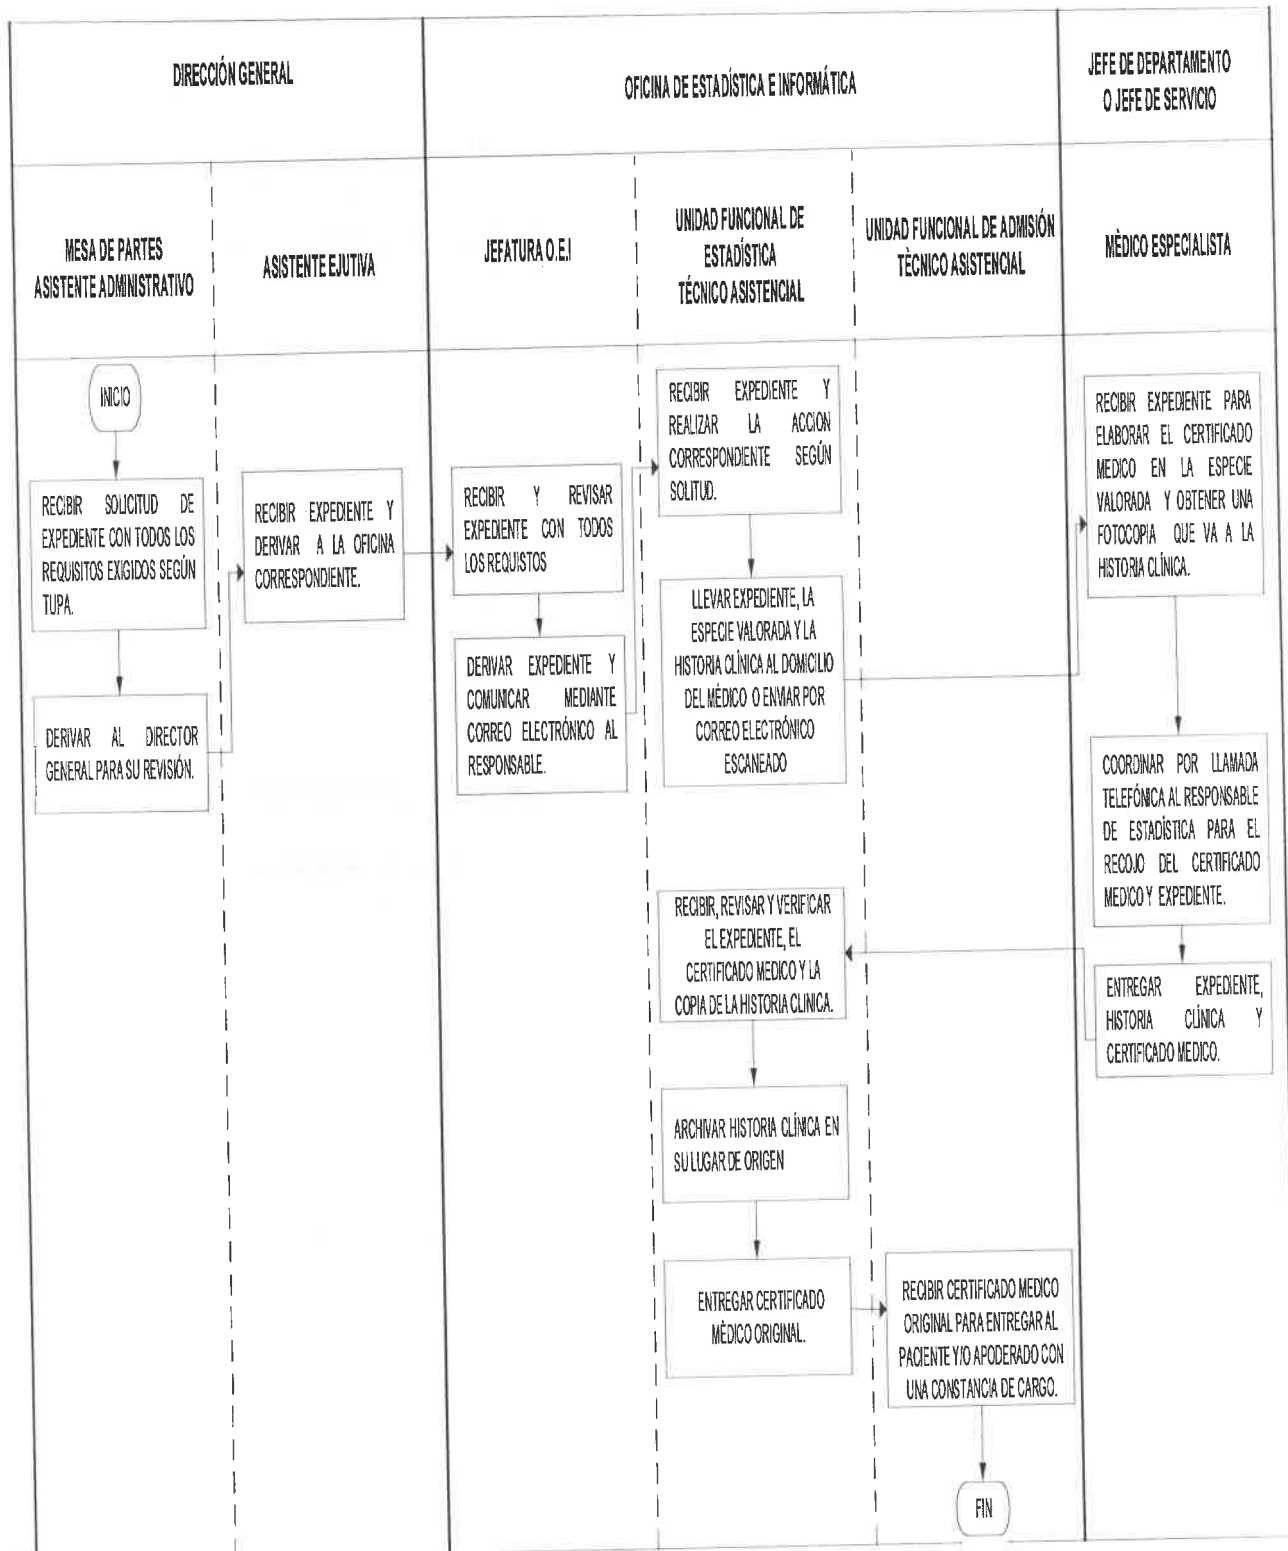 DIRECCIÓN GENERAL
OFICINA DE ESTADÍSTICA E INFORMÁTICA
JEFE DE DEPARTAMENTO
O JEFE DE SERVICIO
MESA DE PARTES
ASISTENTE ADMINISTRATIVO
ASISTENTE EJUTIVA
JEFATURA O.E.I
UNIDAD FUNCIONAL DE
ESTADÍSTICA
TÉCNICO ASISTENCIAL
UNIDAD FUNCIONAL DE ADMISIÓN
TÈCNICO ASISTENCIAL
MÈDICO ESPECIALISTA
INICIO
RECIBIR SOLICITUD DE
EXPEDIENTE CON TODOS LOS
REQUISITOS EXIGIDOS SEGÚN
TUPA.
DERIVAR AL DIRECTOR
GENERAL PARA SU REVISIÓN.
RECIBIR EXPEDIENTE Y
DERIVAR A LA OFICINA
CORRESPONDIENTE.
RECIBIR Y REVISAR
EXPEDIENTE CON TODOS
LOS REQUISTOS
DERIVAR EXPEDIENTE Y
COMUNICAR MEDIANTE
CORREO ELECTRÓNICO AL
RESPONSABLE.
RECIBIR EXPEDIENTE Y
REALIZAR LA ACCION
CORRESPONDIENTE SEGÚN
SOLITUD.
LLEVAR EXPEDIENTE, LA
ESPECIE VALORADA Y LA
HISTORIA CLÍNICA AL DOMICILIO
DEL MÉDICO O ENVIAR POR
CORREO ELECTRÓNICO
ESCANEADO
RECIBIR EXPEDIENTE PARA
ELABORAR EL CERTIFICADO
MEDICO EN LA ESPECIE
VALORADA Y OBTENER UNA
FOTOCOPIA QUE VA A LA
HISTORIA CLÍNICA.
COORDINAR POR LLAMADA
TELEFÓNICA AL RESPONSABLE
DE ESTADÍSTICA PARA EL
RECOJO DEL CERTIFICADO
MEDICO Y EXPEDIENTE.
ENTREGAR EXPEDIENTE,
HISTORIA CLÍNICA Y
CERTIFICADO MEDICO.
RECIBIR, REVISAR Y VERIFICAR
EL EXPEDIENTE, EL
CERTIFICADO MEDICO Y LA
COPIA DE LA HISTORIA CLINICA.
ARCHIVAR HISTORIA CLÍNICA EN
SU LUGAR DE ORIGEN
ENTREGAR CERTIFICADO
MÈDICO ORIGINAL.
RECIBIR CERTIFICADO MEDICO
ORIGINAL PARA ENTREGAR AL
PACIENTE Y/O APODERADO CON
UNA CONSTANCIA DE CARGO.
FIN